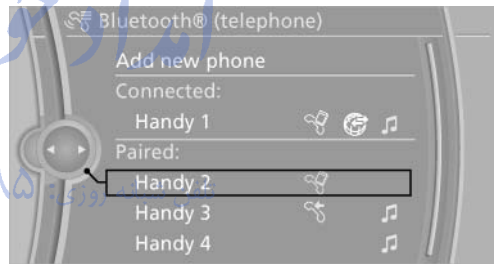 Bluetooth® (telephone)
Add new phone
Connected:
Handy 1
Paired:
Handy 2
Handy 3
Handy 4